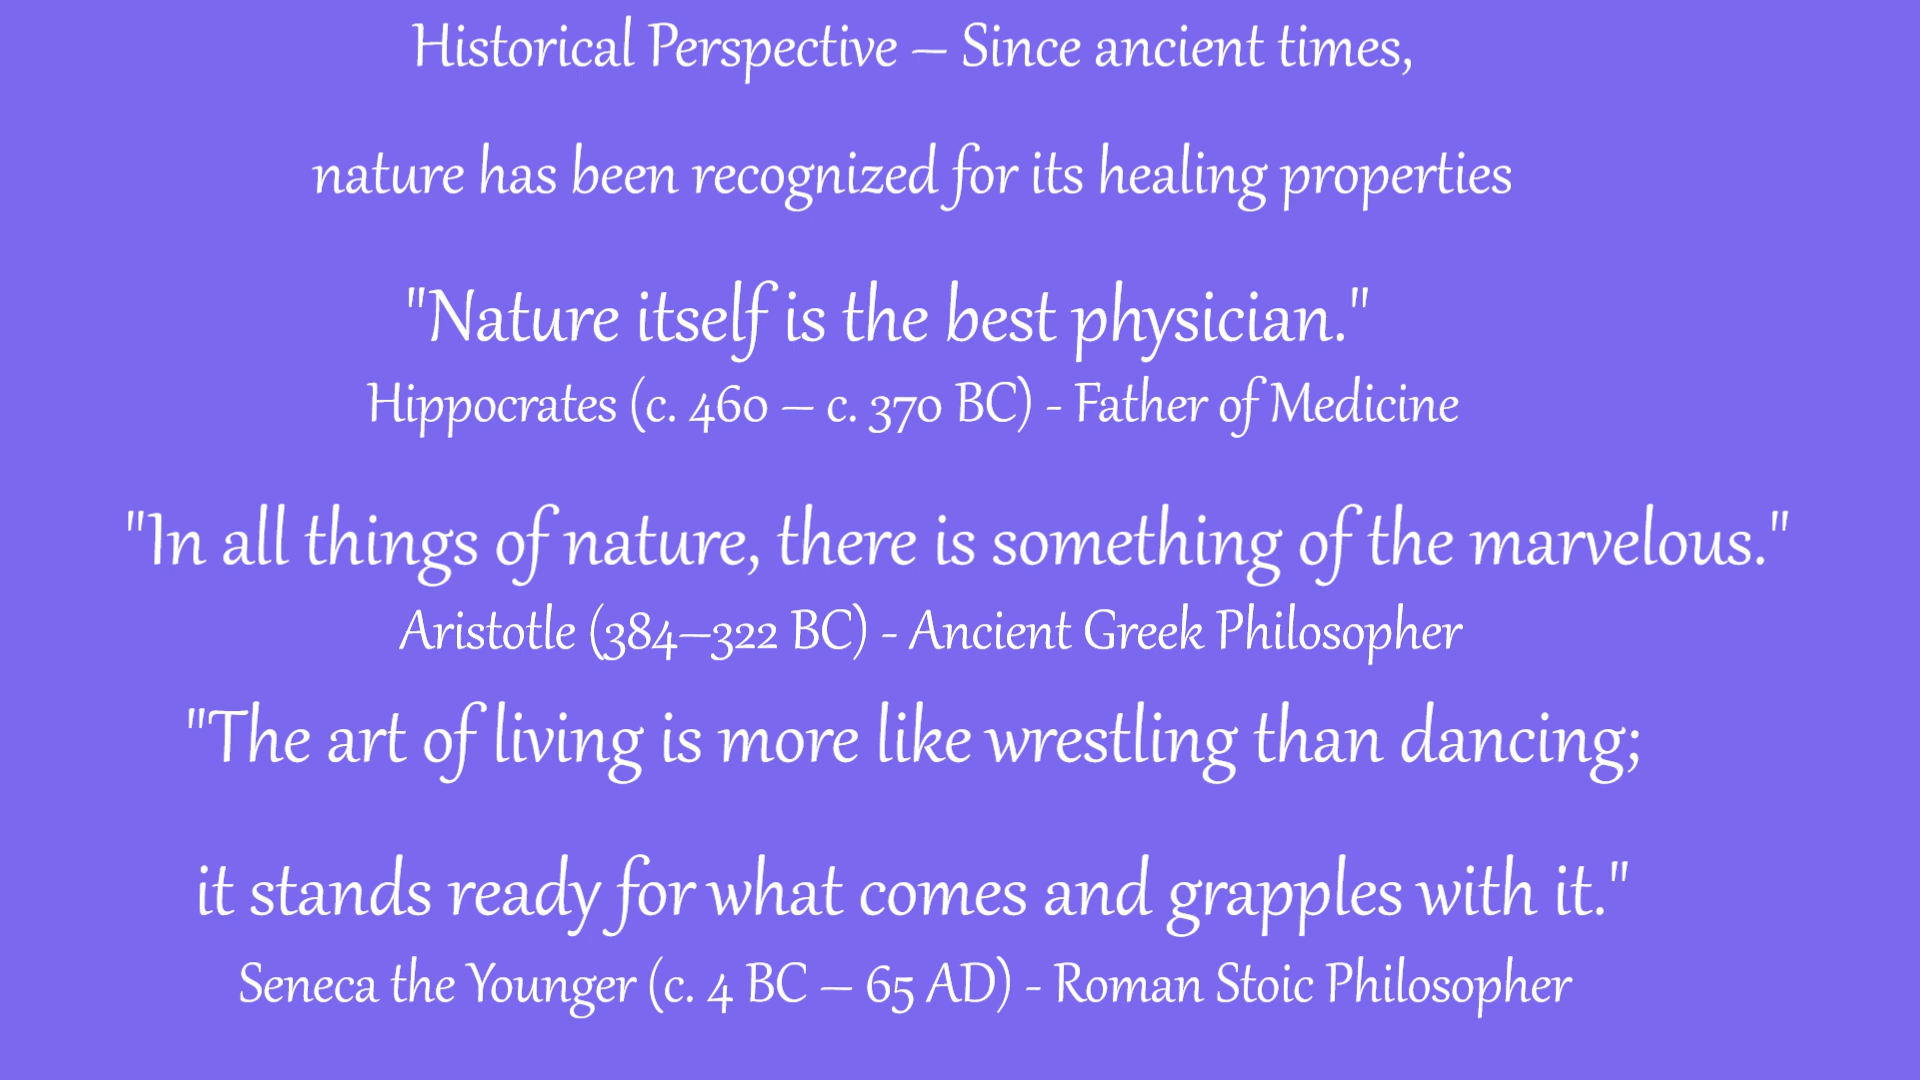 Historical Perspective – Since ancient times,
nature has been recognized for its healing properties
"Nature itself is the best physician."
Hippocrates (c. 460 – c. 370 BC) - Father of Medicine
"In all things of nature, there is something of the marvelous."
Aristotle (384–322 BC) - Ancient Greek Philosopher
"The art of living is more like wrestling than dancing;
it stands ready for what comes and grapples with it."
Seneca the Younger (c. 4 BC – 65 AD) - Roman Stoic Philosopher